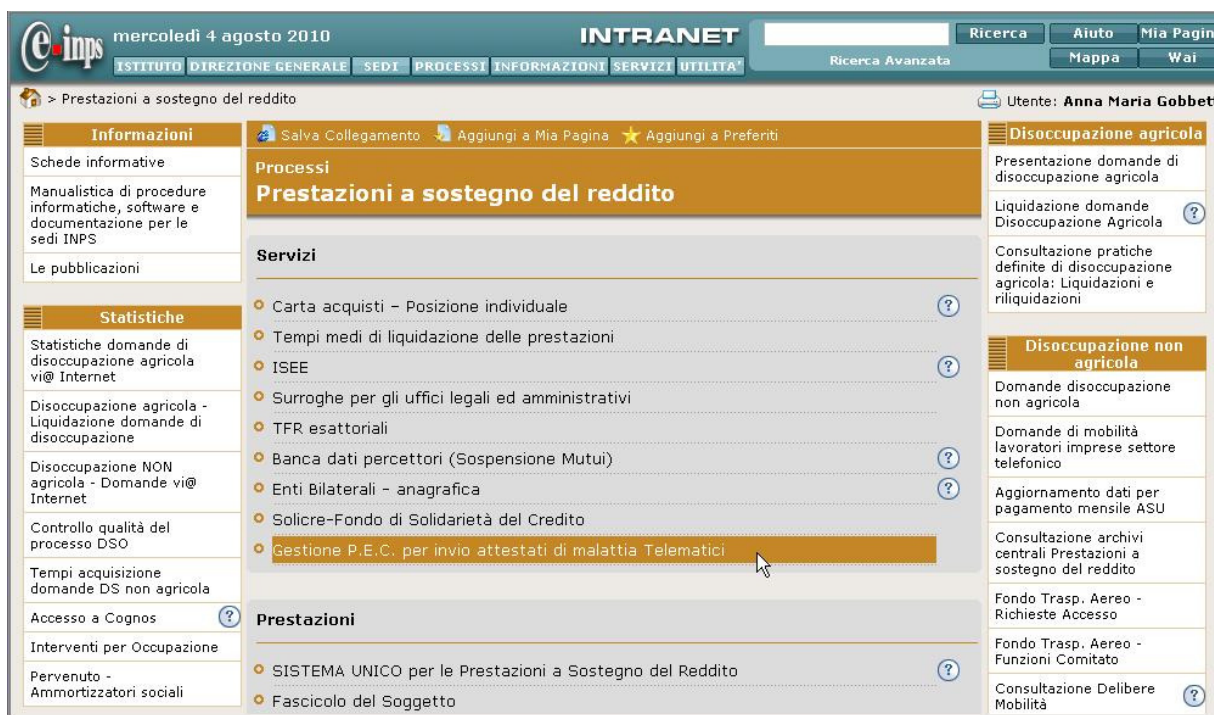 e-inps
mercoledì 4 agosto 2010
INTRANET
Ricerca
Aiuto
Mia Pagin
Ricerca Avanzata
Mappa
Wai
ISTITUTO DIREZIONE GENERALE SEDI PROCESSI INFORMAZIONI SERVIZI UTILITA'
> Prestazioni a sostegno del reddito
Utente: Anna Maria Gobbet
Informazioni
Schede informative
Manualistica di procedure
informatiche, software e
documentazione per le
sedi INPS
Le pubblicazioni
Statistiche
Statistiche domande di
disoccupazione agricola
vi@ Internet
Disoccupazione agricola -
Liquidazione domande di
disoccupazione
Disoccupazione NON
agricola - Domande vi@
Internet
Controllo qualità del
processo DSO
Tempi acquisizione
domande DS non agricola
Accesso a Cognos ?
Interventi per Occupazione
Pervenuto -
Ammortizzatori sociali
Salva Collegamento Aggiungi a Mia Pagina Aggiungi a Preferiti
Processi
Prestazioni a sostegno del reddito
Servizi
Carta acquisti - Posizione individuale ?
Tempi medi di liquidazione delle prestazioni
ISEE ?
Surroghe per gli uffici legali ed amministrativi
TFR esattoriali
Banca dati percettori (Sospensione Mutui) ?
Enti Bilaterali - anagrafica ?
Solicre-Fondo di Solidarietà del Credito
Gestione P.E.C. per invio attestati di malattia Telematici
Prestazioni
SISTEMA UNICO per le Prestazioni a Sostegno del Reddito ?
Fascicolo del Soggetto
Disoccupazione agricola
Presentazione domande di
disoccupazione agricola
Liquidazione domande
Disoccupazione Agricola ?
Consultazione pratiche
definite di disoccupazione
agricola: Liquidazioni e
riliquidazioni
Disoccupazione non
agricola
Domande disoccupazione
non agricola
Domande di mobilità
lavoratori imprese settore
telefonico
Aggiornamento dati per
pagamento mensile ASU
Consultazione archivi
centrali Prestazioni a
sostegno del reddito
Fondo Trasp. Aereo -
Richieste Accesso
Fondo Trasp. Aereo -
Funzioni Comitato
Consultazione Delibere
Mobilità ?